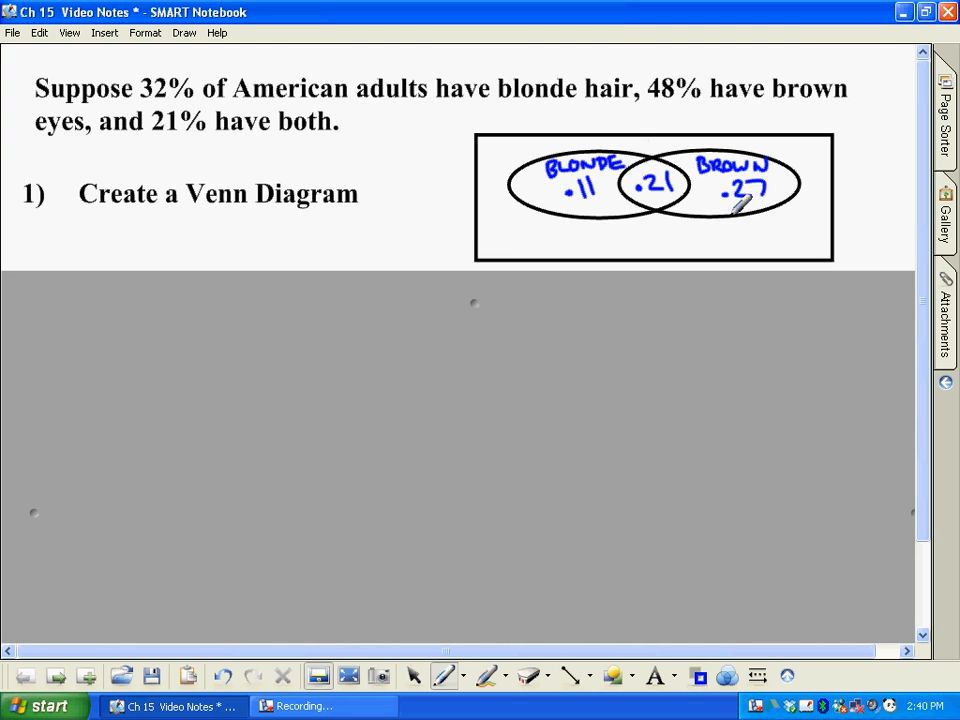 Ch 15  Video Notes * - SMART Notebook
File Edit View Insert Format Draw Help
Suppose 32% of American adults have blonde hair, 48% have brown
eyes, and 21% have both.
1) Create a Venn Diagram
BLONDE BROWN
.11 .21 .27
Page Sorter
Gallery
Attachments
start
Ch 15  Video Notes * ...
Recording...
2:40 PM